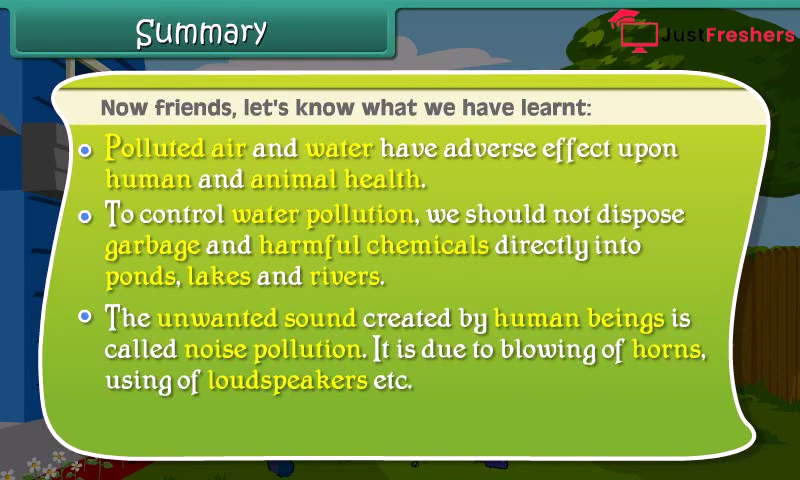 Summary
JustFreshers
Now friends, let's know what we have learnt:
Polluted air and water have adverse effect upon
human and animal health.
To control water pollution, we should not dispose
garbage and harmful chemicals directly into
ponds, lakes and rivers.
The unwanted sound created by human beings is
called noise pollution. It is due to blowing of horns,
using of loudspeakers etc.